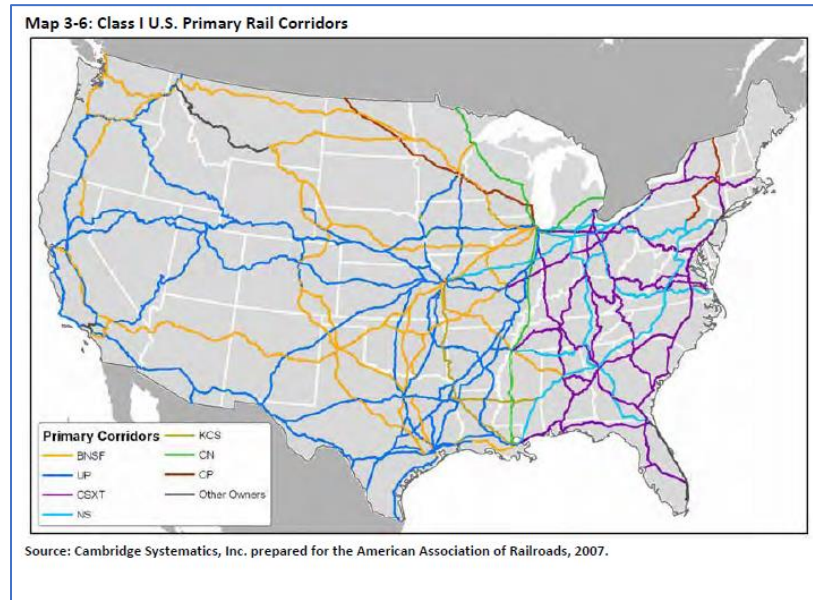 Map 3-6: Class I U.S. Primary Rail Corridors
Primary Corridors
BNSF
UP
CSXT
NS
KCS
CN
CP
Other Owners
Source: Cambridge Systematics, Inc. prepared for the American Association of Railroads, 2007.